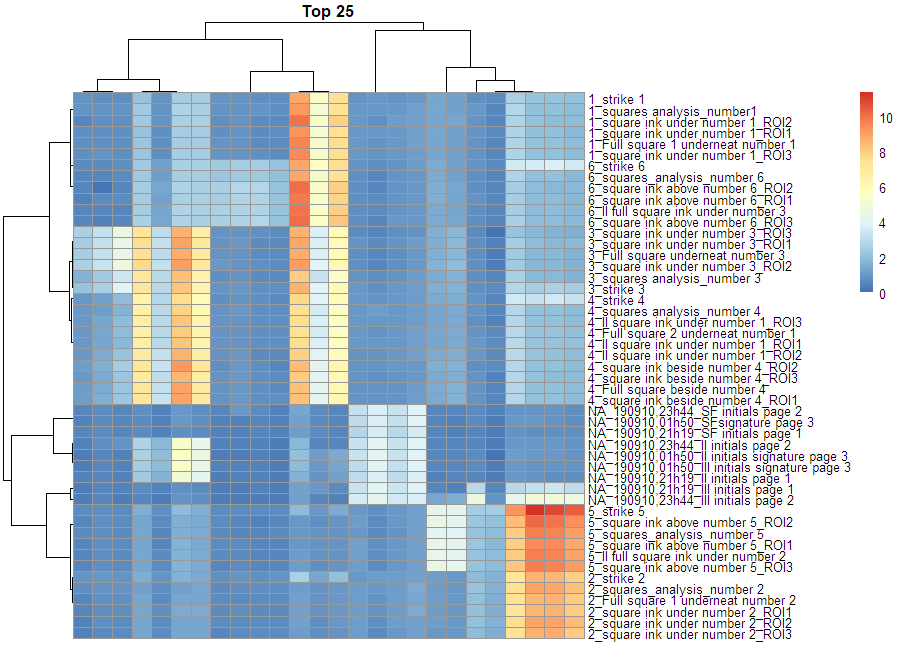 Top 25
1_strike 1
1_squares analysis_number1
1_square ink under number 1_ROI2
1_square ink under number 1_ROI1
1_Full square 1 underneat number 1
1_square ink under number 1_ROI3
6_strike 6
6_squares_analysis_number 6
6_square ink above number 6_ROI2
6_square ink above number 6_ROI1
6_II full square ink under number 3
6_square ink above number 6_ROI3
3_square ink under number 3_ROI3
3_square ink under number 3_ROI1
3_Full square underneat number 3
3_square ink under number 3_ROI2
3_squares analysis_number 3
3_strike 3
4_strike 4
4_squares analysis_number 4
4_II square ink under number 1_ROI3
4_Full square 2 underneat number 1
4_II square ink under number 1_ROI1
4_II square ink under number 1_ROI2
4_square ink beside number 4_ROI2
4_square ink beside number 4_ROI3
4_Full square beside number 4
4_square ink beside number 4_ROI1
NA_190910,23h44_SF initials page 2
NA_190910,01h50_SFsignature page 3
NA_190910,21h19_SF initials page 1
NA_190910,23h44_II initials page 2
NA_190910,01h50_II initials signature page 3
NA_190910,01h50_III initials signature page 3
NA_190910,21h19_II initials page 1
NA_190910,21h19_III initials page 1
NA_190910,23h44_III initials page 2
5_strike 5
5_square ink above number 5_ROI2
5_squares_analysis_number 5
5_square ink above number 5_ROI1
5_II full square ink under number 2
5_square ink above number 5_ROI3
2_strike 2
2_squares_analysis_number 2
2_Full square 1 underneat number 2
2_square ink under number 2_ROI1
2_square ink under number 2_ROI2
2_square ink under number 2_ROI3
10
8
6
4
2
0